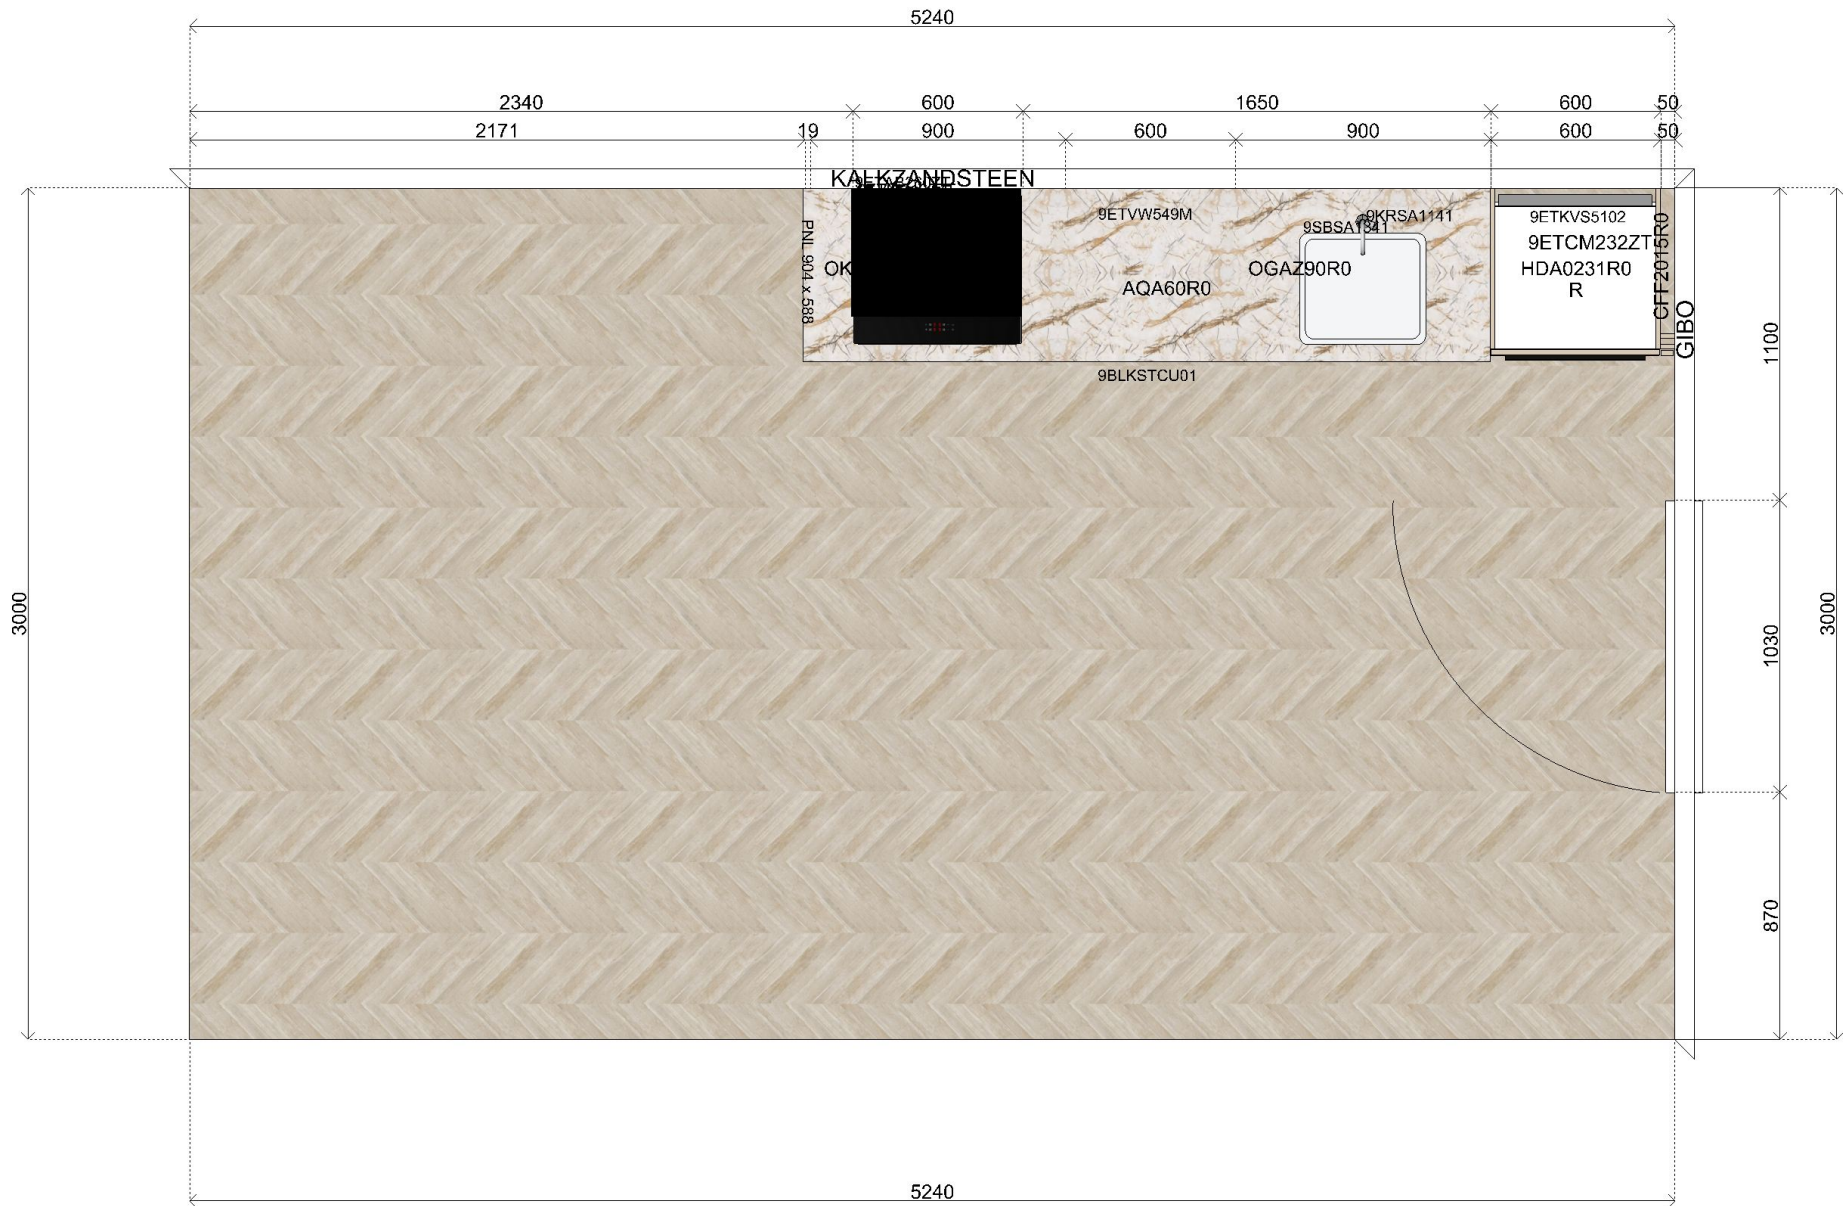 5240
2340 600 1650 600 50
2171 19 900 600 900 600 50
KALKZANDSTEEN
9ETVW549M
9KRSA1141
9SBSA1341
9ETKVS5102
9ETCM232ZT
PNL 904 x 588
OK
OGAZ90R0
HDA0231R0
R
AQA60R0
CFF2015R0
GIBO
9BLKSTCU01
1100
3000
3000
1030
870
5240